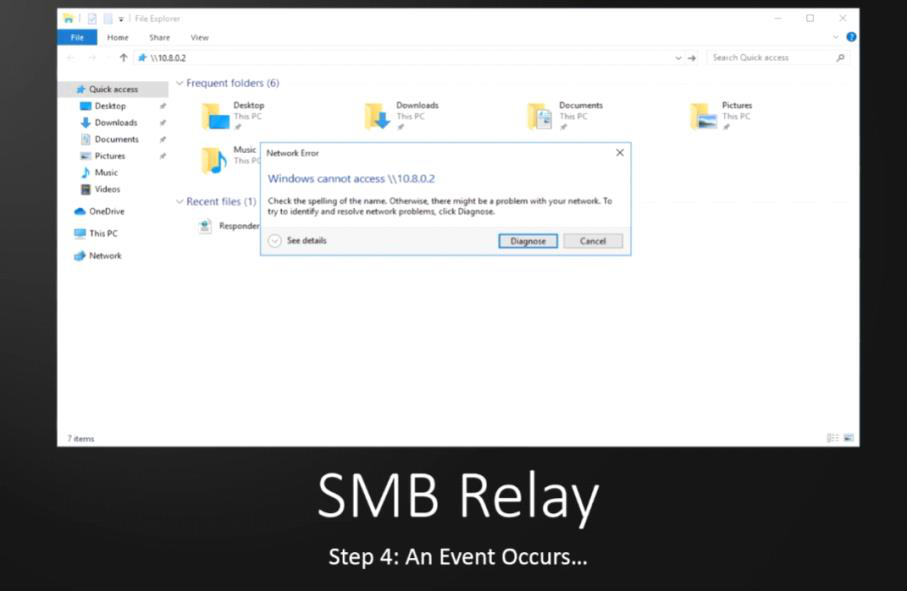 File Explorer
File Home Share View
\\10.8.0.2
Search Quick access
Quick access
Desktop
Downloads
Documents
Pictures
Music
Videos
OneDrive
This PC
Network
Frequent folders (6)
Desktop
This PC
Downloads
This PC
Documents
This PC
Pictures
This PC
Music
This PC
Recent files (1)
Responder
Network Error
Windows cannot access \\10.8.0.2
Check the spelling of the name. Otherwise, there might be a problem with your network. To
try to identify and resolve network problems, click Diagnose.
See details
Diagnose
Cancel
7 items
SMB Relay
Step 4: An Event Occurs...